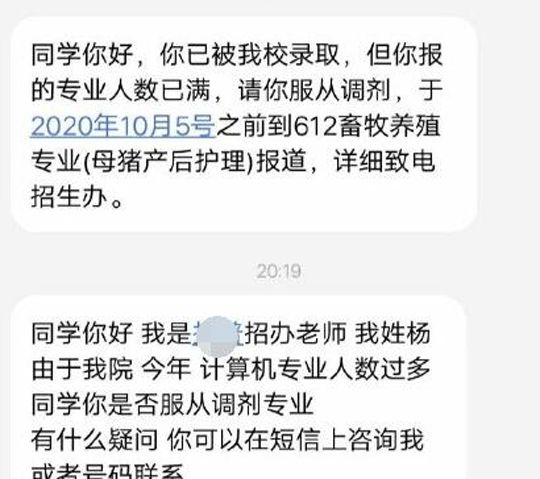 同学你好，你已被我校录取，但你报
的专业人数已满，请你服从调剂，于
2020年10月5号之前到612畜牧养殖
专业(母猪产后护理)报道，详细致电
招生办。
20:19
同学你好 我是招办老师 我姓杨
由于我院 今年 计算机专业人数过多
同学你是否服从调剂专业
有什么疑问 你可以在短信上咨询我
或者号码联系